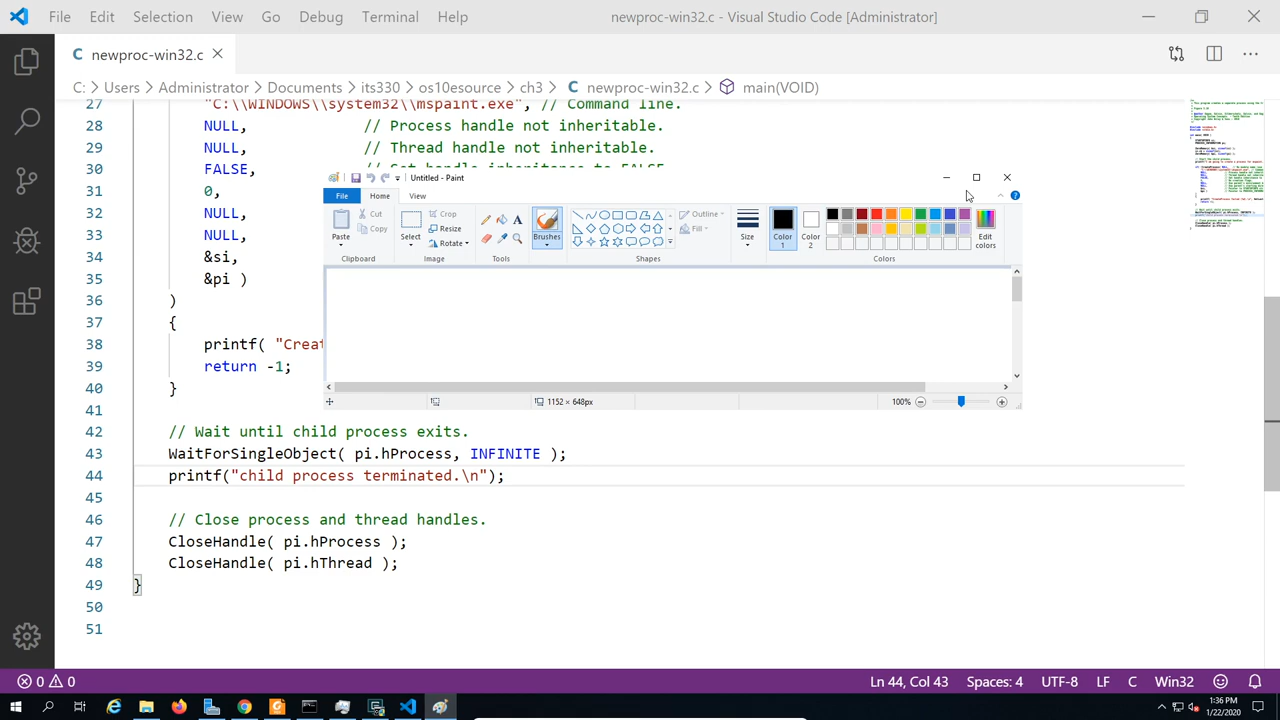 File Edit Selection View Go Debug Terminal Help newproc-win32.c - Visual Studio Code [Administrator]
C newproc-win32.c
C: > Users > Administrator > Documents > its330 > os10esource > ch3 > C newproc-win32.c > main(VOID)
27 "C:\\WINDOWS\\system32\\mspaint.exe", // Command line.
28 NULL, // Process handle not inheritable.
29 NULL, // Thread handle not inheritable.
30 FALSE,
31 0,
32 NULL,
33 NULL,
34 &si,
35 &pi )
36 )
37 {
38 printf( "Creat
39 return -1;
40 }
41
42 // Wait until child process exits.
43 WaitForSingleObject( pi.hProcess, INFINITE );
44 printf("child process terminated.\n");
45
46 // Close process and thread handles.
47 CloseHandle( pi.hProcess );
48 CloseHandle( pi.hThread );
49 }
50
51
Untitled - Paint
File Home View
Paste
Cut
Copy
Clipboard
Select
Crop
Resize
Rotate
Image
A
Tools
Brushes
Shapes
Outline
Fill
Size
Color 1
Color 2
Edit colors
Colors
1152 × 648px 100%
0 0 Ln 44, Col 43 Spaces: 4 UTF-8 LF C Win32
1:36 PM
1/22/2020